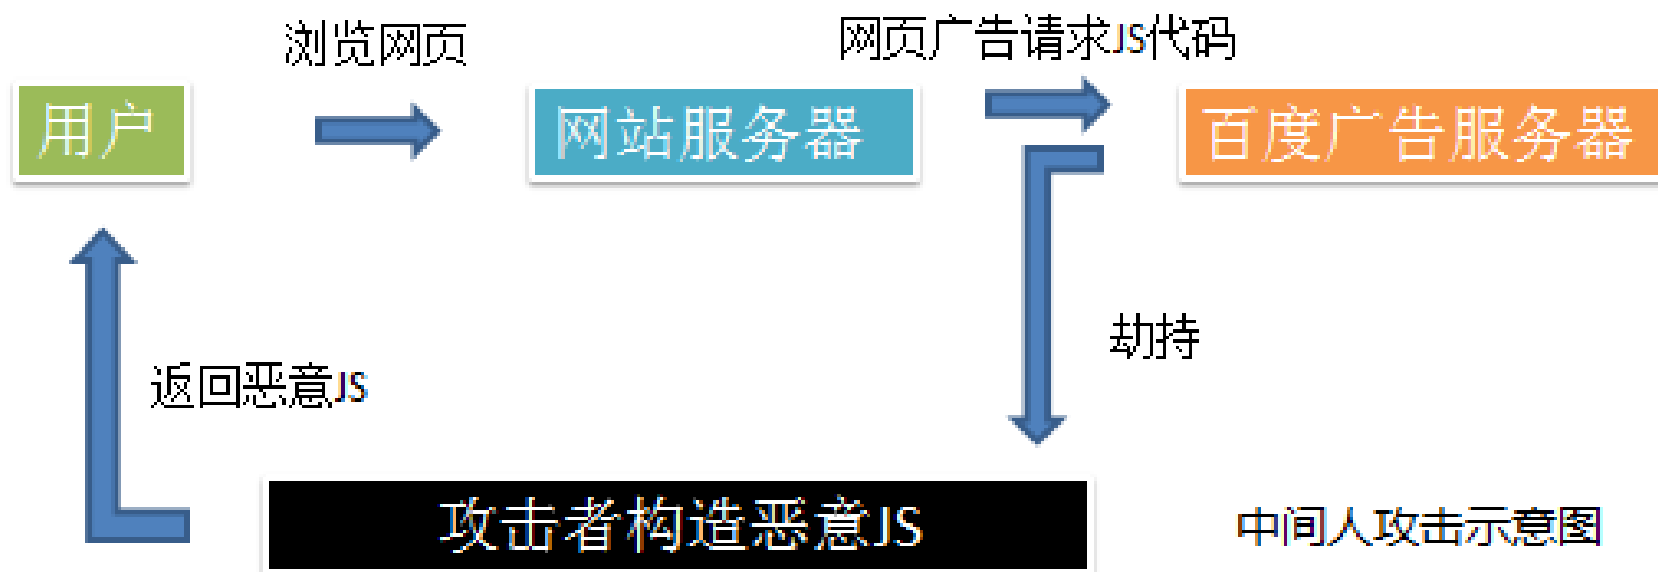 浏览网页
网页广告请求JS代码
用户
网站服务器
百度广告服务器
劫持
返回恶意JS
攻击者构造恶意JS
中间人攻击示意图